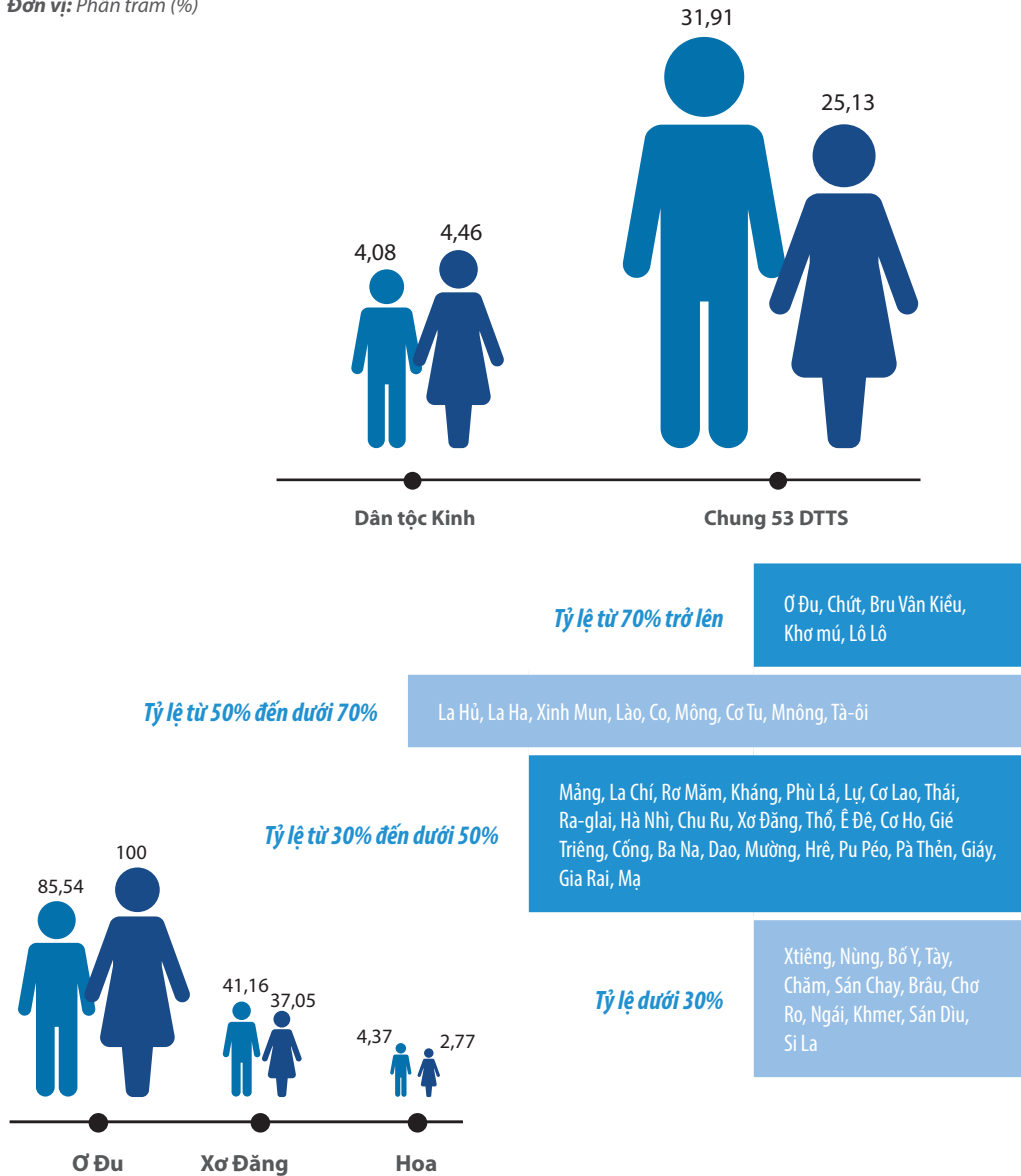 Đơn vị: Phần trăm (%)
31,91
25,13
4,08
4,46
Dân tộc Kinh
Chung 53 DTTS
Tỷ lệ từ 70% trở lên
Ơ Đu, Chứt, Bru Vân Kiều,
Khơ mú, Lô Lô
Tỷ lệ từ 50% đến dưới 70%
La Hủ, La Ha, Xinh Mun, Lào, Co, Mông, Cơ Tu, Mnông, Tà-ôi
Tỷ lệ từ 30% đến dưới 50%
Mảng, La Chí, Rơ Măm, Kháng, Phù Lá, Lự, Cơ Lao, Thái,
Ra-glai, Hà Nhì, Chu Ru, Xơ Đăng, Thổ, Ê Đê, Cơ Ho, Gié
Triêng, Cống, Ba Na, Dao, Mường, Hrê, Pu Péo, Pà Thẻn, Giáy,
Gia Rai, Mạ
Tỷ lệ dưới 30%
Xtiêng, Nùng, Bố Y, Tày,
Chăm, Sán Chay, Brâu, Chơ
Ro, Ngái, Khmer, Sán Dìu,
Si La
85,54
100
41,16
37,05
4,37
2,77
Ơ Đu
Xơ Đăng
Hoa